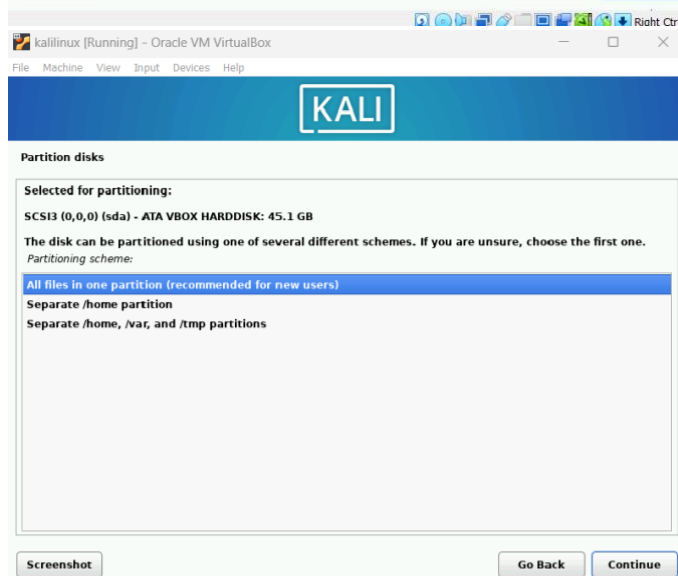 Right Ctr
kalilinux [Running] - Oracle VM VirtualBox
File Machine View Input Devices Help
KALI
Partition disks
Selected for partitioning:
SCSI3 (0,0,0) (sda) - ATA VBOX HARDDISK: 45.1 GB
The disk can be partitioned using one of several different schemes. If you are unsure, choose the first one.
Partitioning scheme:
All files in one partition (recommended for new users)
Separate /home partition
Separate /home, /var, and /tmp partitions
Screenshot Go Back Continue